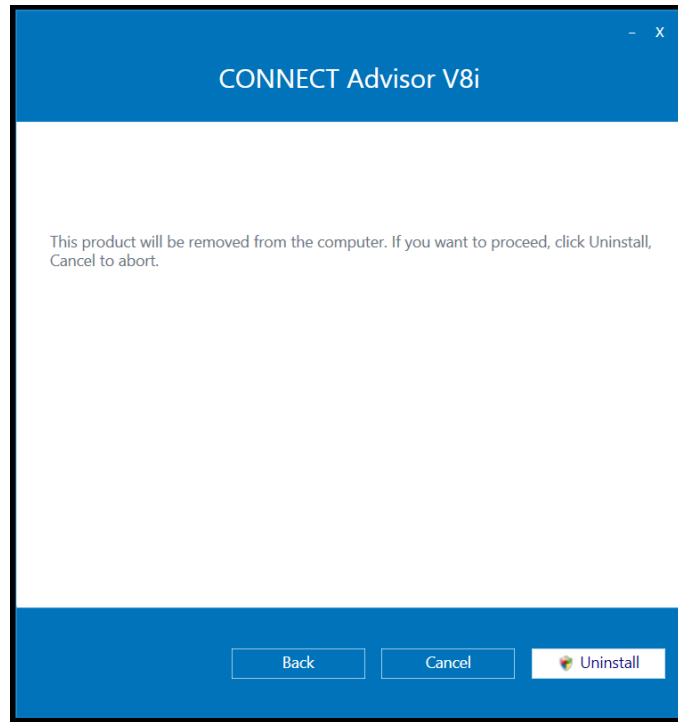 – X
CONNECT Advisor V8i
This product will be removed from the computer. If you want to proceed, click Uninstall,
Cancel to abort.
Back Cancel Uninstall